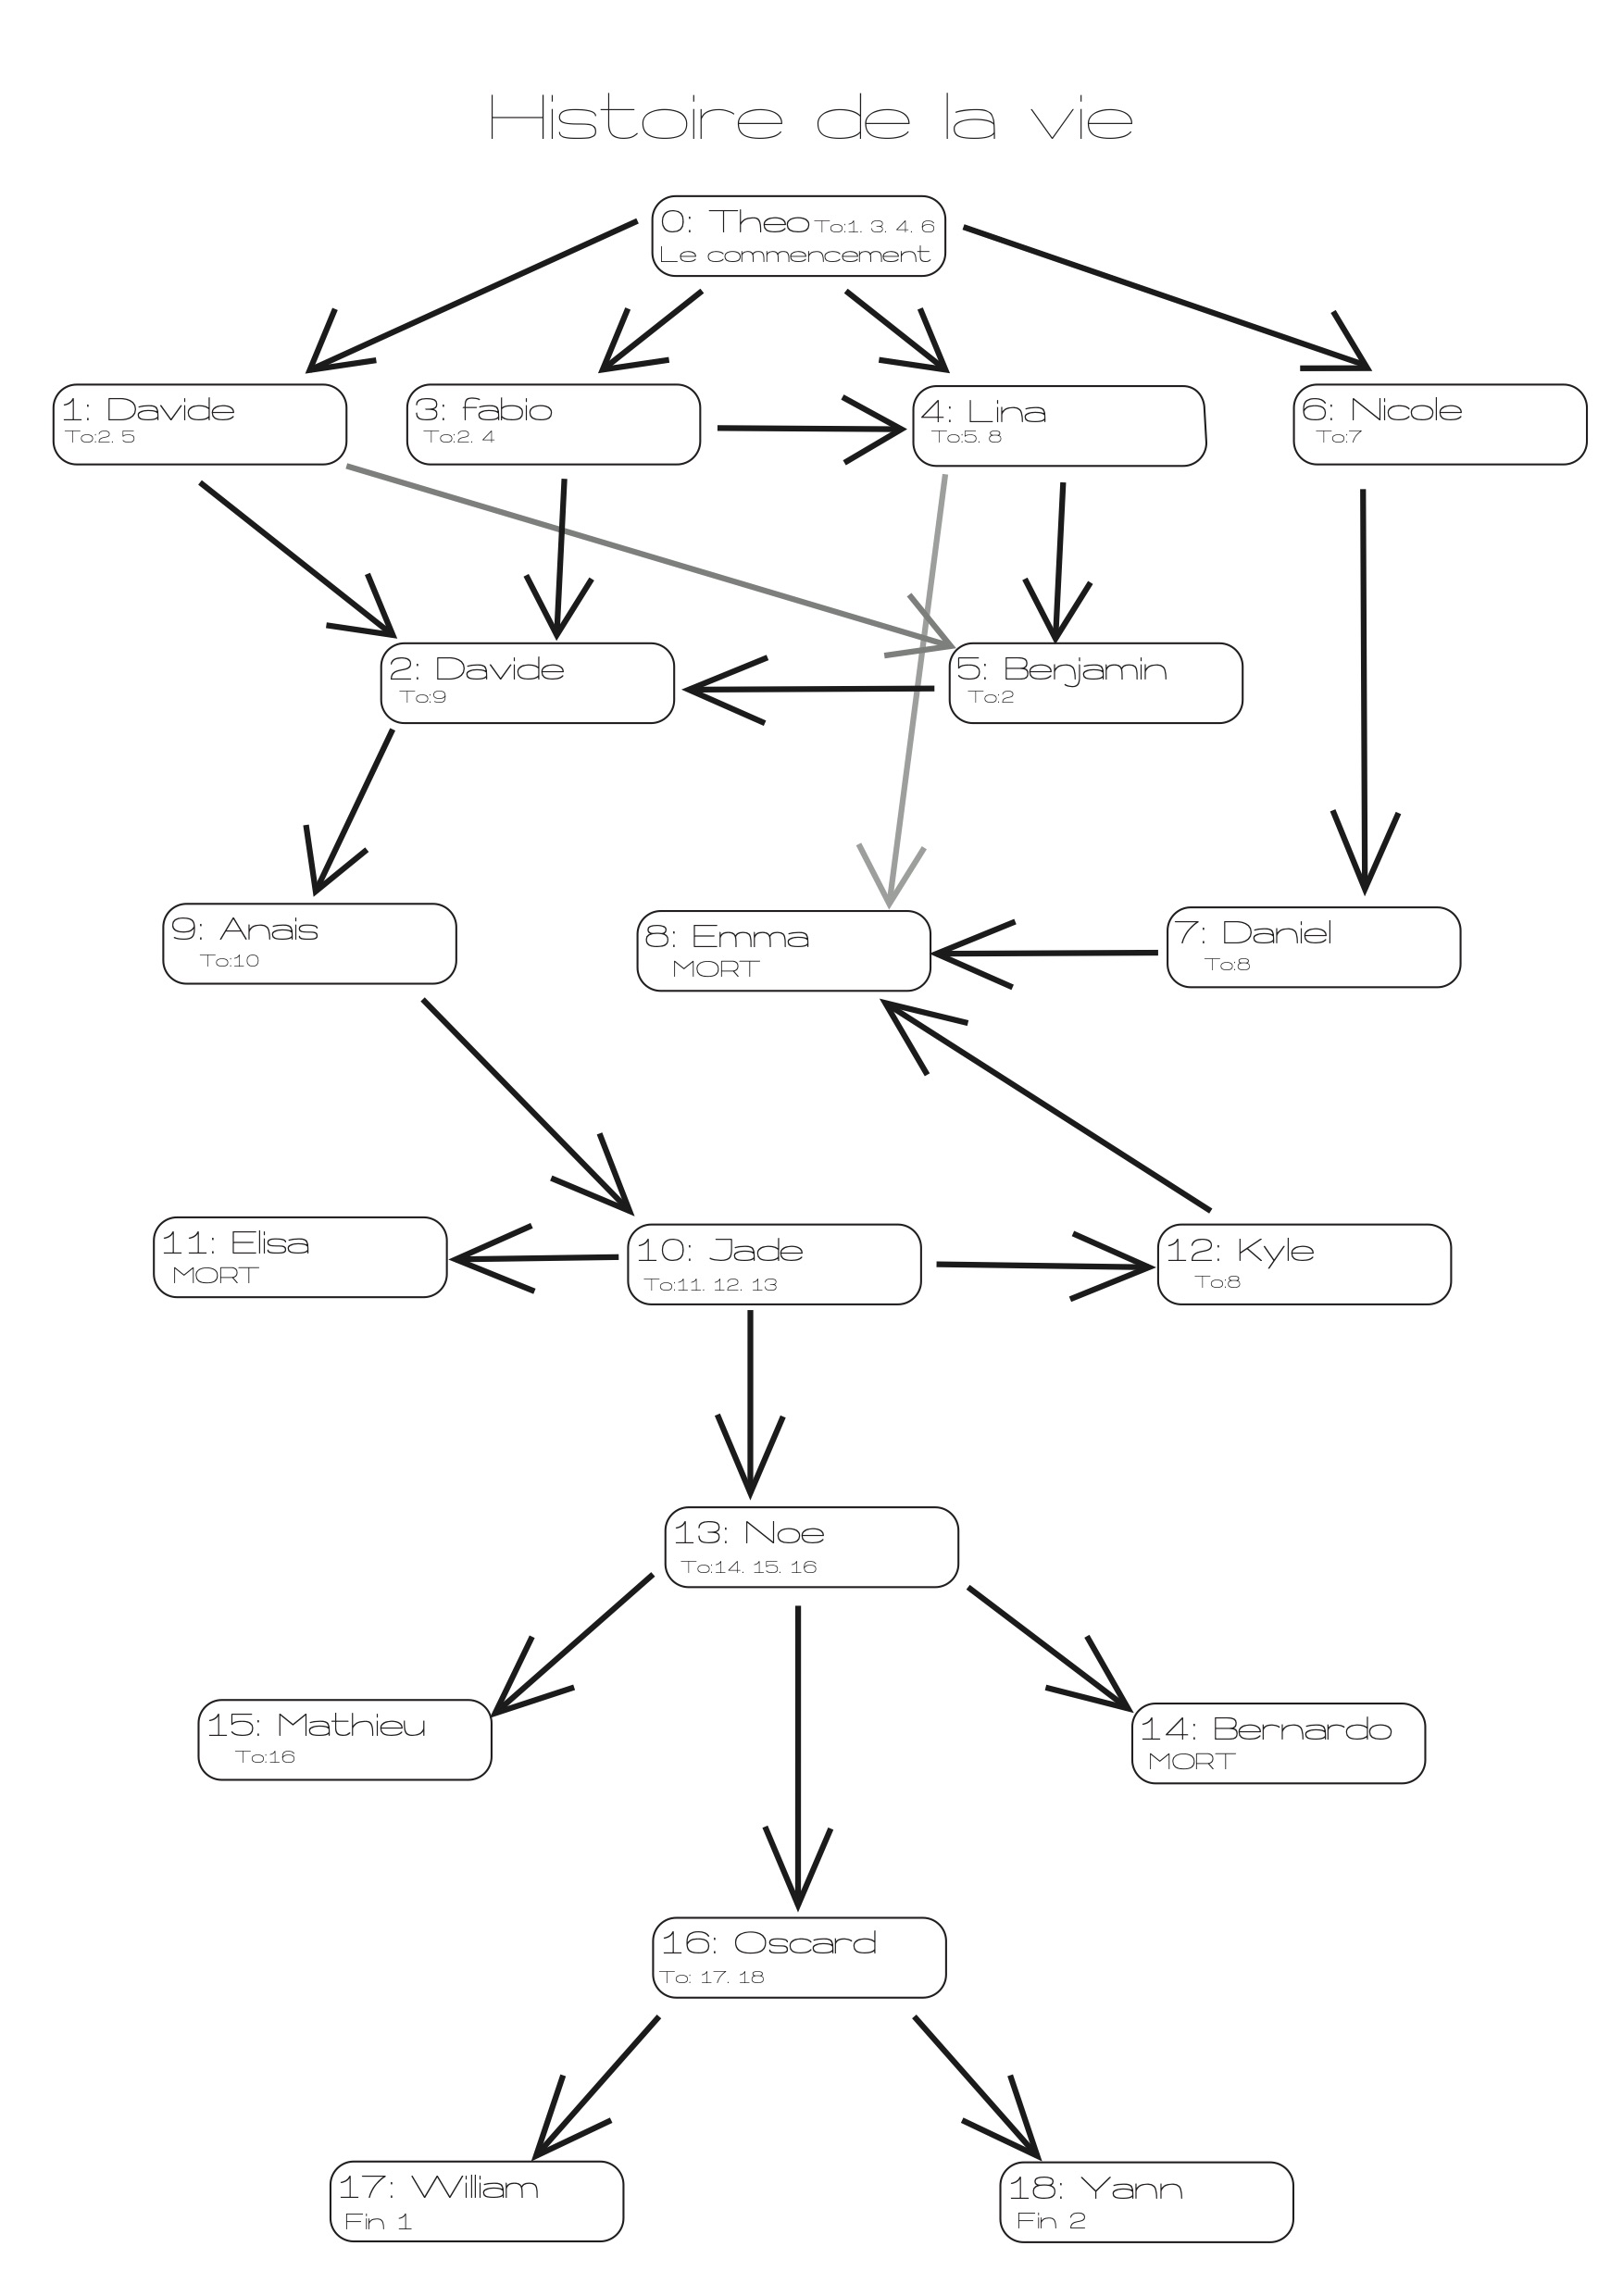 Histoire de la vie
0: Theo To:1. 3. 4. 6
Le commencement
1: Davide
To:2. 5
3: fabio
To:2. 4
4: Lina
To:5. 8
6: Nicole
To:7
2: Davide
To:9
5: Benjamin
To:2
9: Anais
To:10
8: Emma
MORT
7: Daniel
To:8
11: Elisa
MORT
10: Jade
To:11. 12. 13
12: Kyle
To:8
13: Noe
To:14. 15. 16
15: Mathieu
To:16
14: Bernardo
MORT
16: Oscard
To: 17. 18
17: William
Fin 1
18: Yann
Fin 2